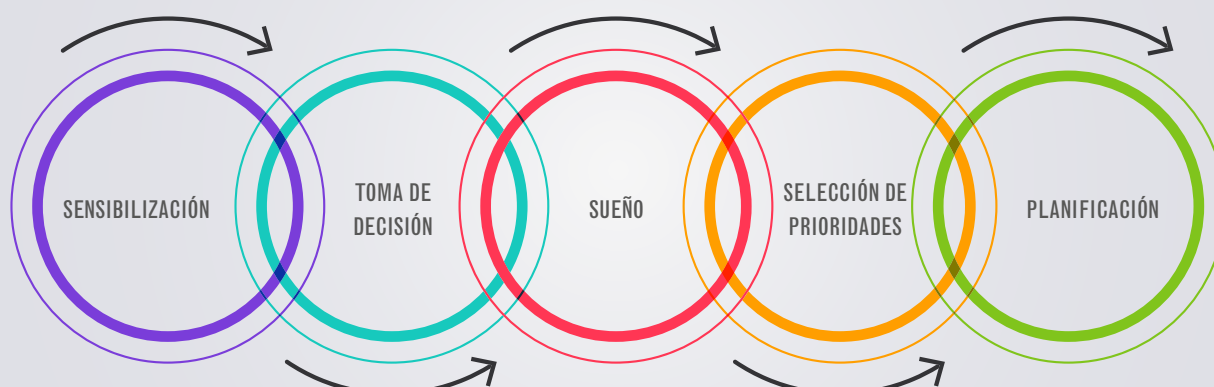 SENSIBILIZACIÓN
TOMA DE
DECISIÓN
SUEÑO
SELECCIÓN DE
PRIORIDADES
PLANIFICACIÓN